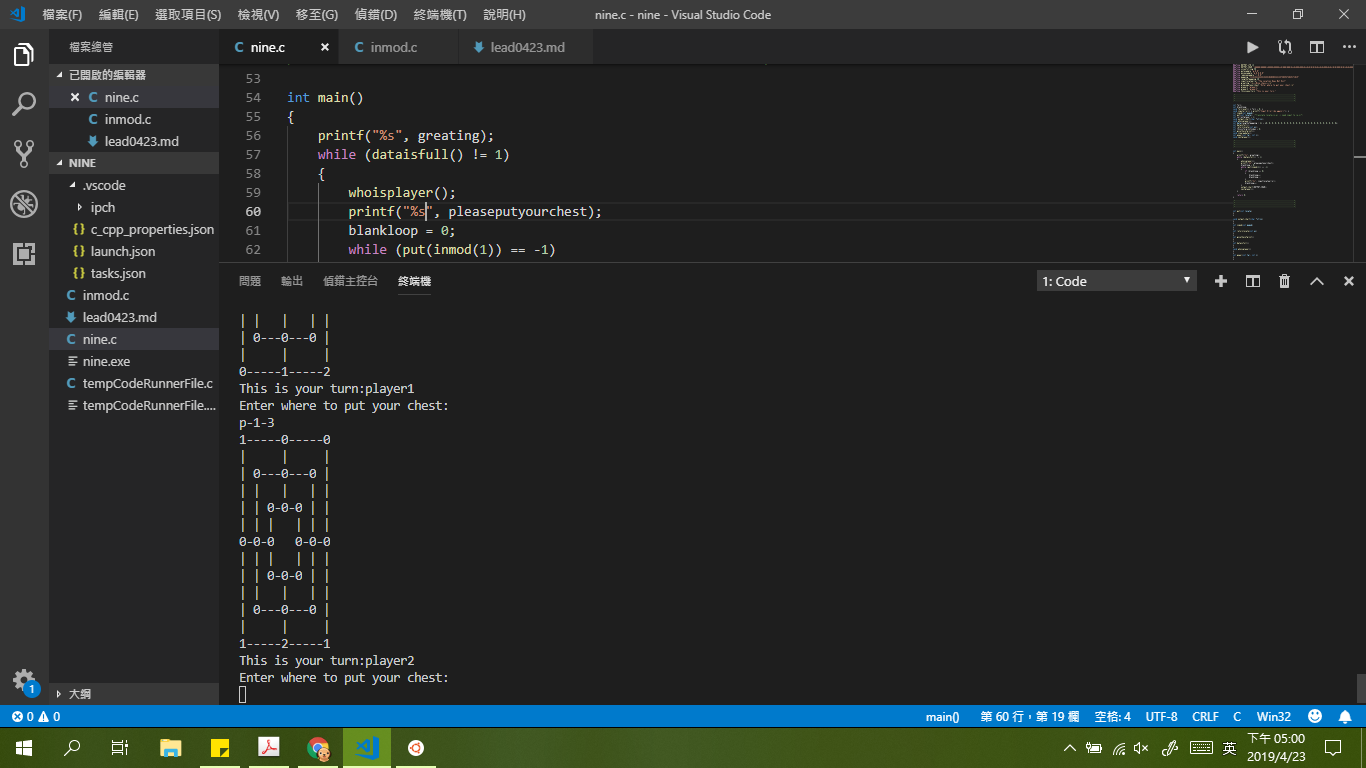 檔案(F) 編輯(E) 選取項目(S) 檢視(V) 移至(G) 偵錯(D) 終端機(T) 說明(H) nine.c - nine - Visual Studio Code
檔案總管
已開啟的編輯器
nine.c
inmod.c
lead0423.md
NINE
.vscode
ipch
c_cpp_properties.json
launch.json
tasks.json
inmod.c
lead0423.md
nine.c
nine.exe
tempCodeRunnerFile.c
tempCodeRunnerFile....
大綱
1
nine.c inmod.c lead0423.md
53
54 int main()
55 {
56     printf("%s", greating);
57     while (dataisfull() != 1)
58     {
59         whoisplayer();
60         printf("%s", pleaseputyourchest);
61         blankloop = 0;
62         while (put(inmod(1)) == -1)
問題 輸出 偵錯主控台 終端機 1: Code
| |   |   | |
| 0---0---0 |
|     |     |
0-----1-----2
This is your turn:player1
Enter where to put your chest:
p-1-3
1-----0-----0
|     |     |
| 0---0---0 |
| |   |   | |
| | 0-0-0 | |
| | |   | | |
0-0-0   0-0-0
| | |   | | |
| | 0-0-0 | |
| |   |   | |
| 0---0---0 |
|     |     |
1-----2-----1
This is your turn:player2
Enter where to put your chest:
0 0 main() 第 60 行，第 19 欄 空格: 4 UTF-8 CRLF C Win32
英 下午 05:00
2019/4/23